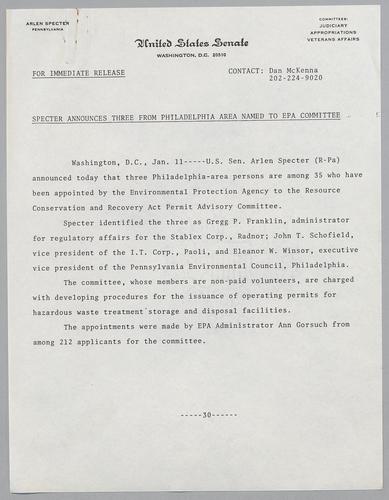 ARLEN SPECTER
PENNSYLVANIA
COMMITTEES:
JUDICIARY
APPROPRIATIONS
VETERANS AFFAIRS
United States Senate
WASHINGTON, D.C. 20510
FOR IMMEDIATE RELEASE
CONTACT: Dan McKenna
202-224-9020
SPECTER ANNOUNCES THREE FROM PHILADELPHIA AREA NAMED TO EPA COMMITTEE
Washington, D.C., Jan. 11-----U.S. Sen. Arlen Specter (R-Pa)
announced today that three Philadelphia-area persons are among 35 who have
been appointed by the Environmental Protection Agency to the Resource
Conservation and Recovery Act Permit Advisory Committee.
Specter identified the three as Gregg P. Franklin, administrator
for regulatory affairs for the Stablex Corp., Radnor; John T. Schofield,
vice president of the I.T. Corp., Paoli, and Eleanor W. Winsor, executive
vice president of the Pennsylvania Environmental Council, Philadelphia.
The committee, whose members are non-paid volunteers, are charged
with developing procedures for the issuance of operating permits for
hazardous waste treatment storage and disposal facilities.
The appointments were made by EPA Administrator Ann Gorsuch from
among 212 applicants for the committee.
-----30------